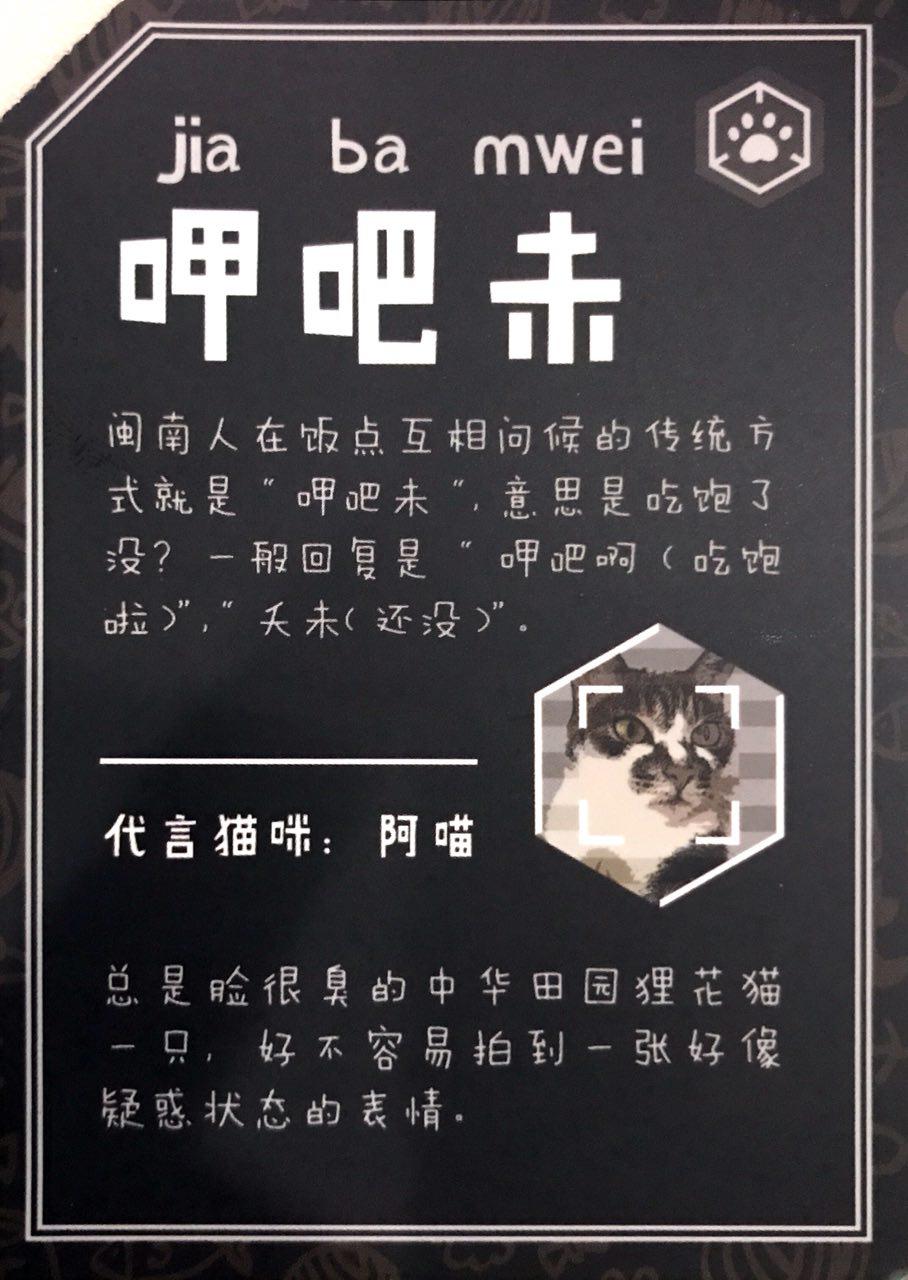 jia ba mwei
呷吧未
闽南人在饭点互相问候的传统方
式就是“呷吧未“，意思是吃饱了
没？一般回复是“呷吧啊（吃饱
啦）”，“夭未（还没）”。
代言猫咪：阿喵
总是脸很臭的中华田园狸花猫
一只，好不容易拍到一张好像
疑惑状态的表情。